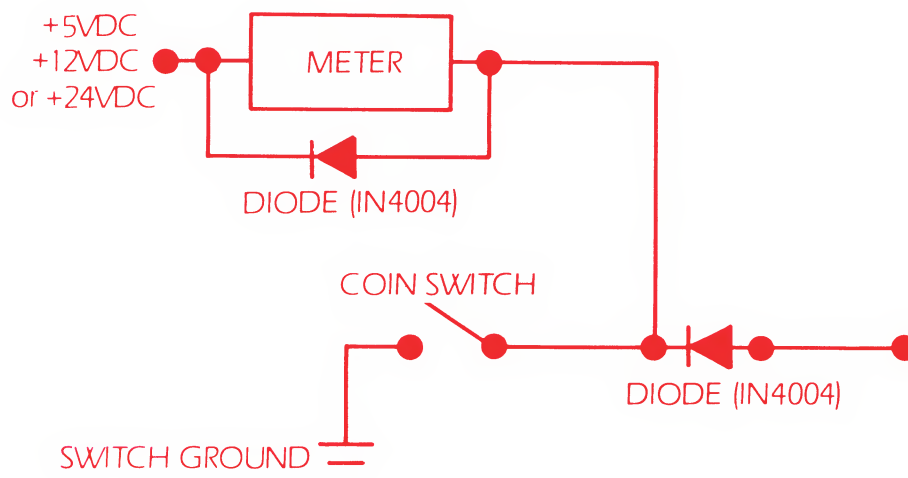 +5VDC
+12VDC
or +24VDC
METER
DIODE (IN4004)
COIN SWITCH
DIODE (IN4004)
SWITCH GROUND